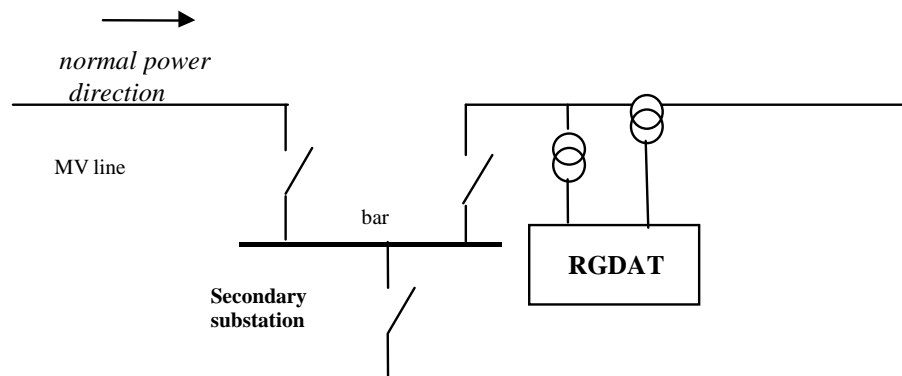 normal power
direction
MV line
bar
RGDAT
Secondary
substation